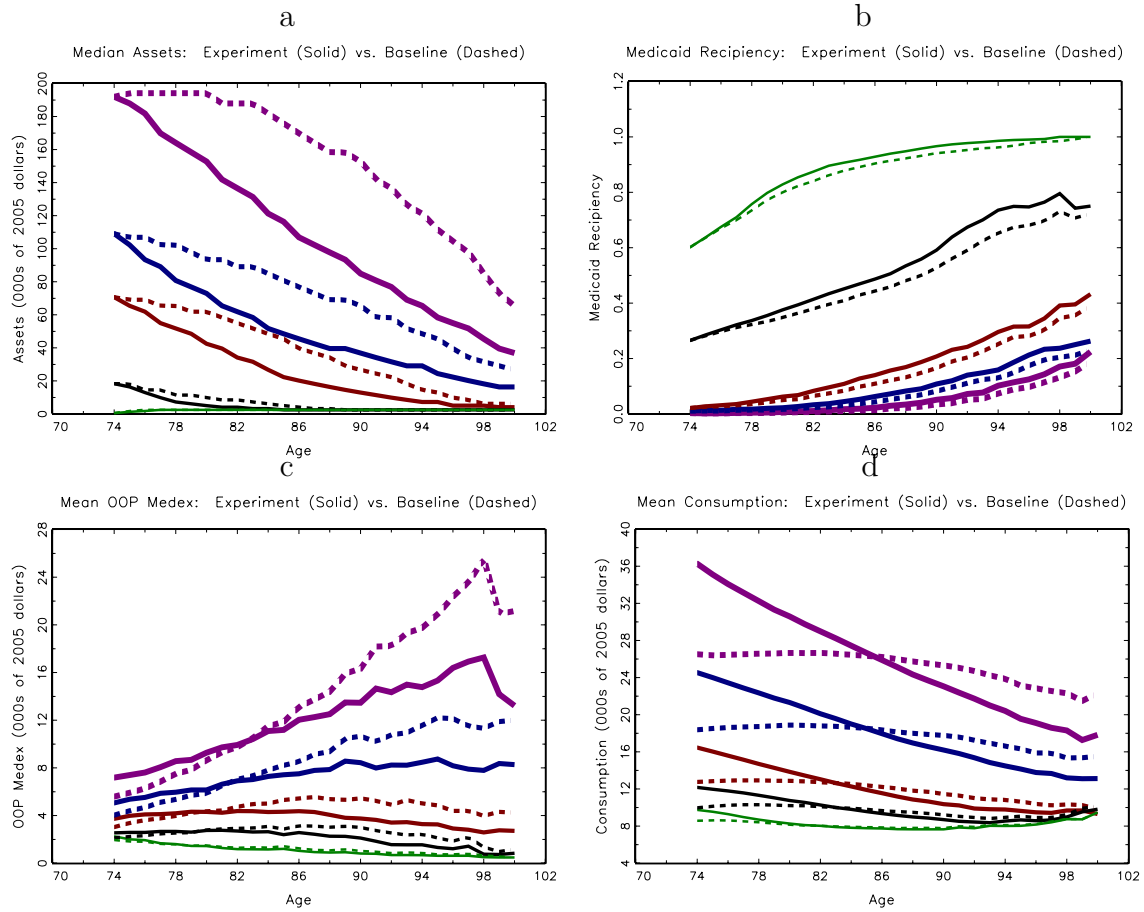 a
b
Median Assets: Experiment (Solid) vs. Baseline (Dashed)
Medicaid Recipiency: Experiment (Solid) vs. Baseline (Dashed)
Assets (000s of 2005 dollars)
0 20 40 60 80 100 120 140 160 180 200
70 74 78 82 86 90 94 98 102
Age
Medicaid Recipiency
0.0 0.2 0.4 0.6 0.8 1.0 1.2
70 74 78 82 86 90 94 98 102
Age
c
d
Mean OOP Medex: Experiment (Solid) vs. Baseline (Dashed)
Mean Consumption: Experiment (Solid) vs. Baseline (Dashed)
OOP Medex (000s of 2005 dollars)
0 4 8 12 16 20 24 28
70 74 78 82 86 90 94 98 102
Age
Consumption (000s of 2005 dollars)
4 8 12 16 20 24 28 32 36 40
70 74 78 82 86 90 94 98 102
Age